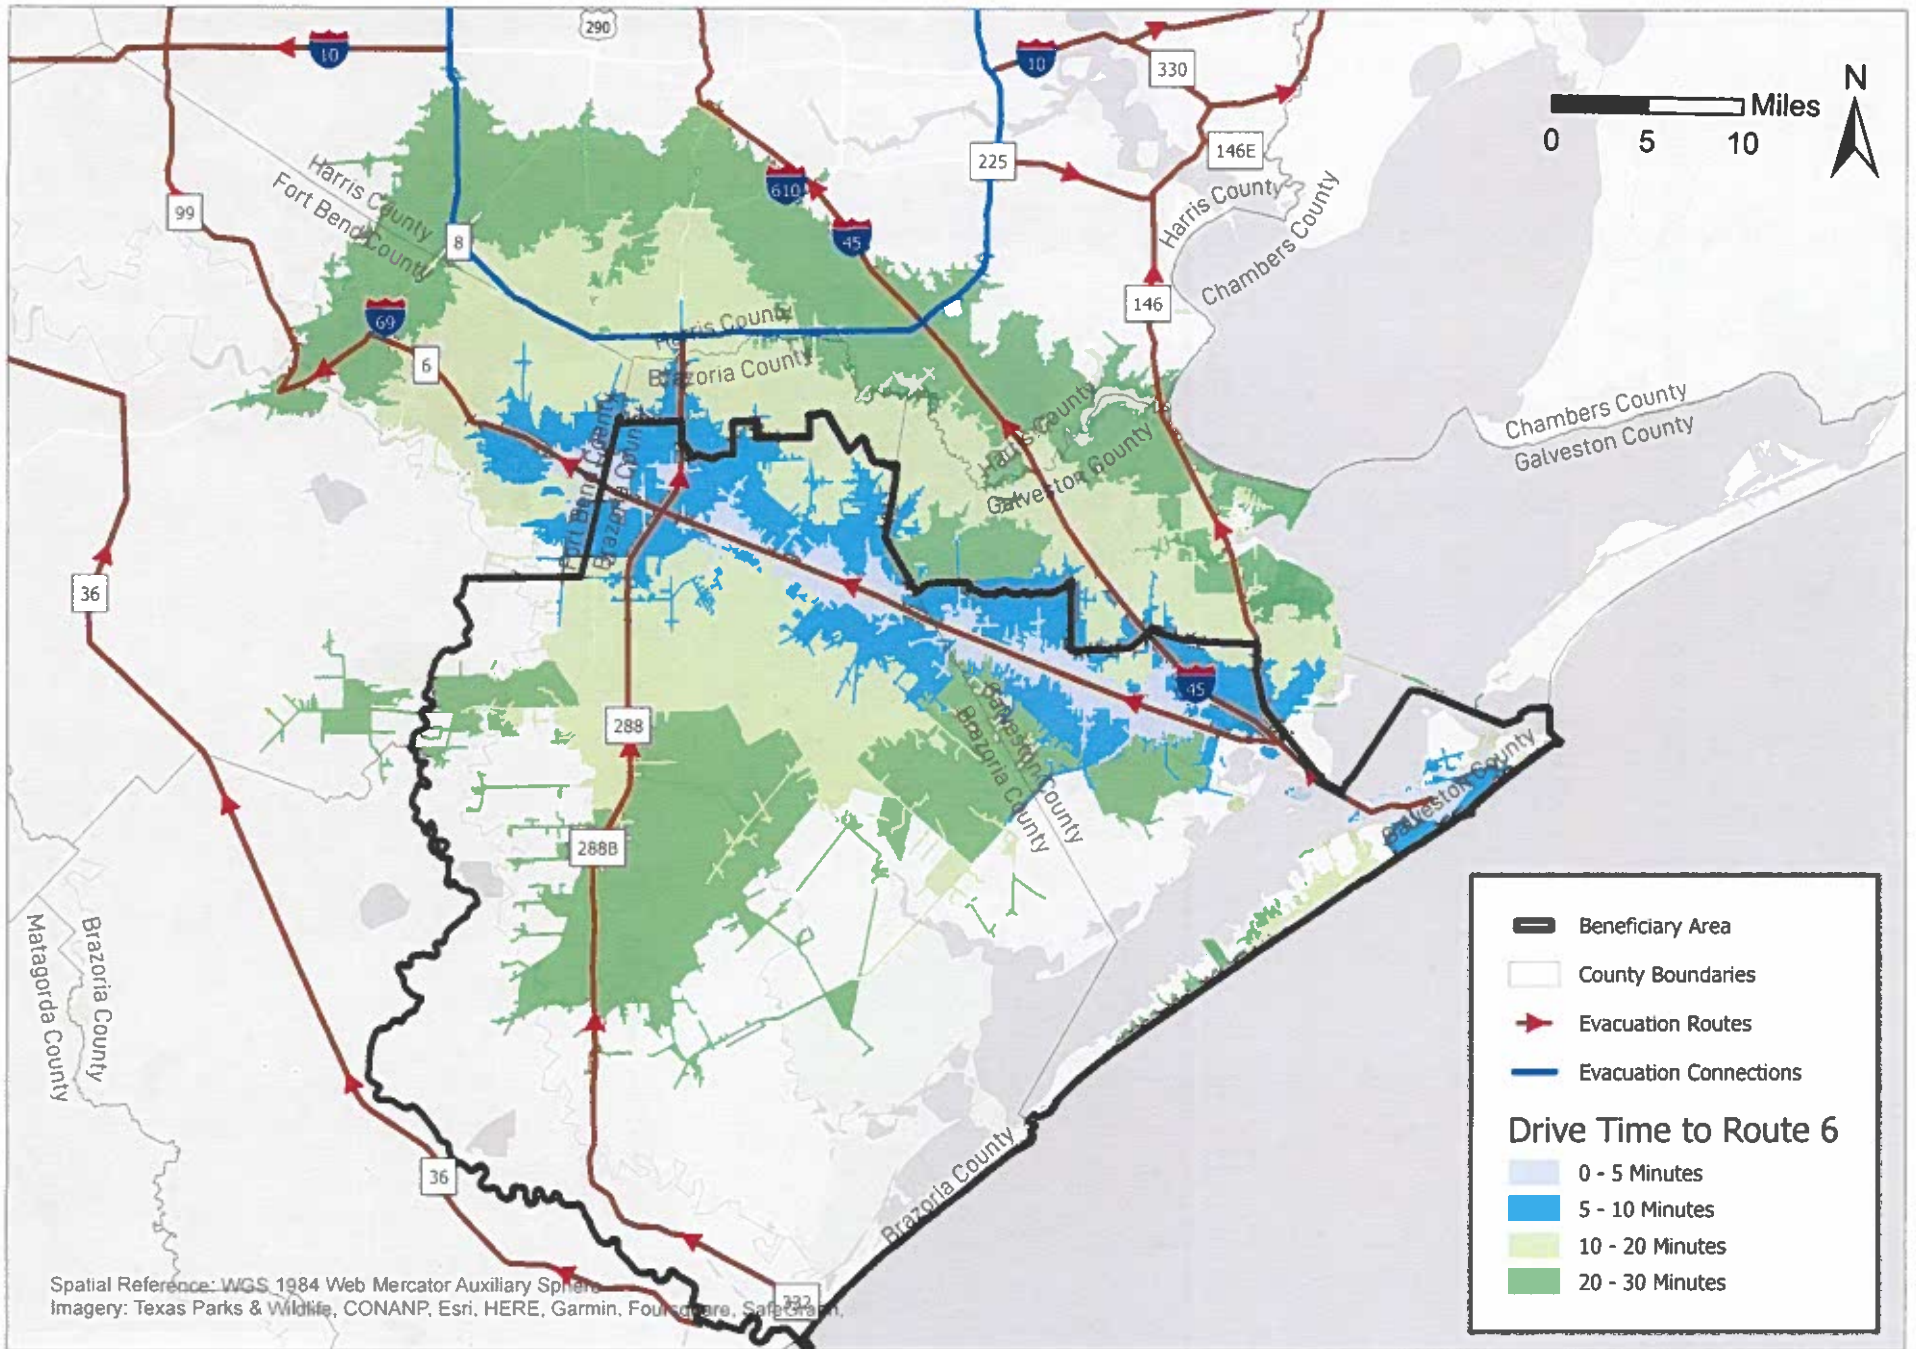 290
10
10
330
N
Miles
0 5 10
146E
225
610
99
Harris County
Fort Bend County
Harris County
Chambers County
8
45
146
69
6
Harris County
Brazoria County
Chambers County
Galveston County
Harris County
Galveston County
Fort Bend County
Brazoria County
36
45
288
Galveston County
Brazoria County
Galveston County
288B
Brazoria County
Matagorda County
36
Brazoria County
332
Beneficiary Area
County Boundaries
Evacuation Routes
Evacuation Connections
Drive Time to Route 6
0 - 5 Minutes
5 - 10 Minutes
10 - 20 Minutes
20 - 30 Minutes
Spatial Reference: WGS 1984 Web Mercator Auxiliary Sphere
Imagery: Texas Parks & Wildlife, CONANP, Esri, HERE, Garmin, Foursquare, SafeGraph,